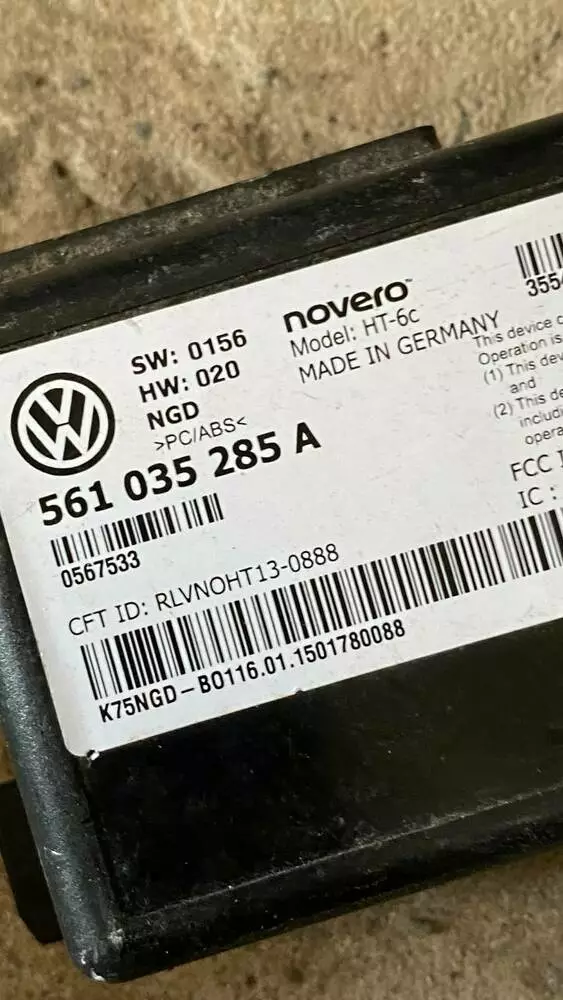 SW: 0156
HW: 020
NGD
>PC/ABS<
561 035 285 A
0567533
novero™
Model: HT-6c
MADE IN GERMANY
3554
This device c
Operation is
(1) This dev
and
(2) This de
includi
opera
FCC I
IC :
CFT ID: RLVNOHT13-0888
K75NGD-B0116.01.1501780088